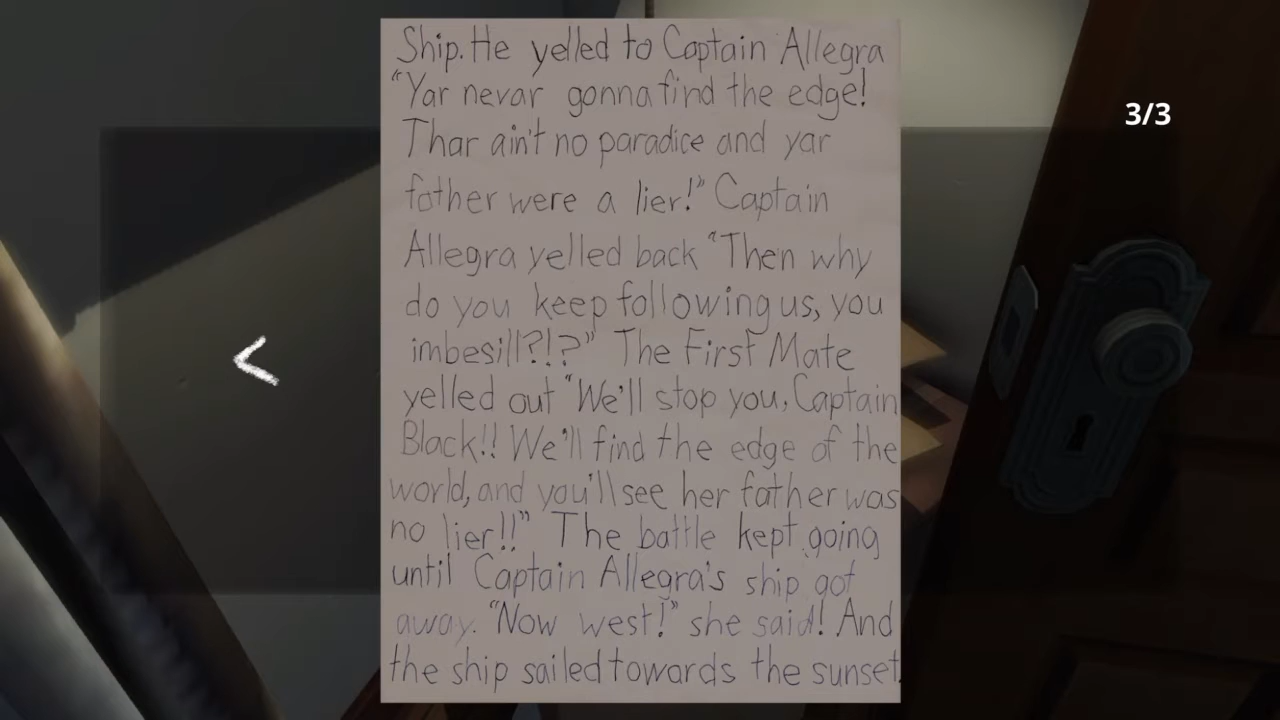 Ship. He yelled to Captain Allegra
"Yar nevar gonna find the edge!
3/3
Thar ain't no paradice and yar
father were a lier!" Captain
Allegra yelled back "Then why
do you keep following us, you
imbesill?!?" The First Mate
yelled out "We'll stop you, Captain
Black!! We'll find the edge of the
world, and you'll see her father was
no lier!!" The battle kept going
until Captain Allegra's ship got
away. "Now west!" she said! And
the ship sailed towards the sunset.